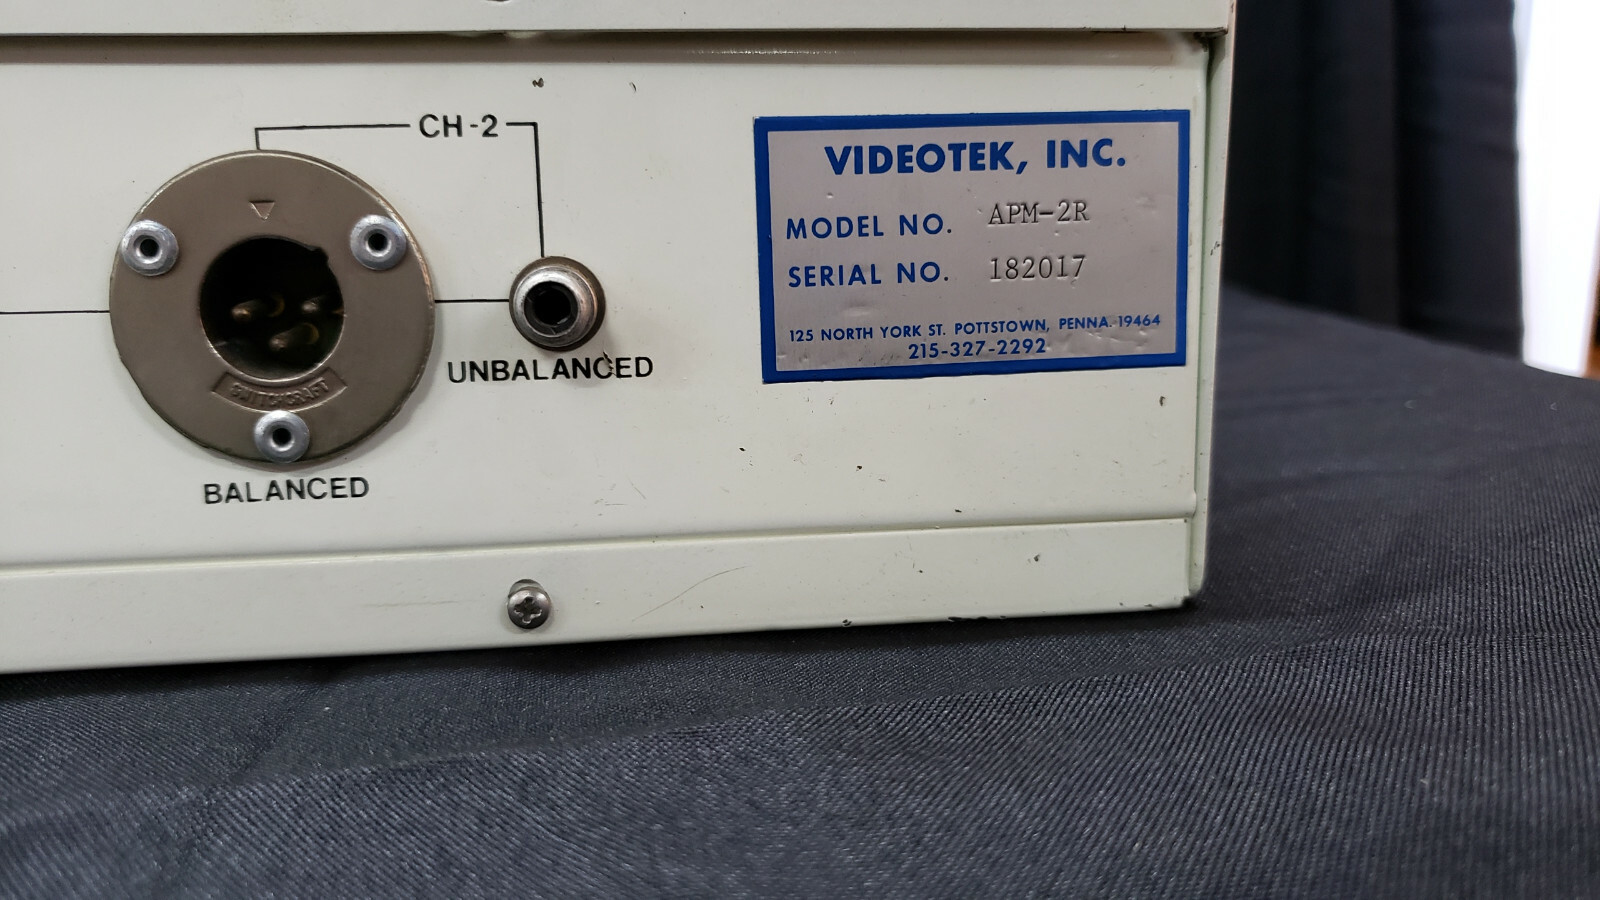 CH-2
SWITCHCRAFT
UNBALANCED
BALANCED
VIDEOTEK, INC.
MODEL NO. APM-2R
SERIAL NO. 182017
125 NORTH YORK ST. POTTSTOWN, PENNA. 19464
215-327-2292